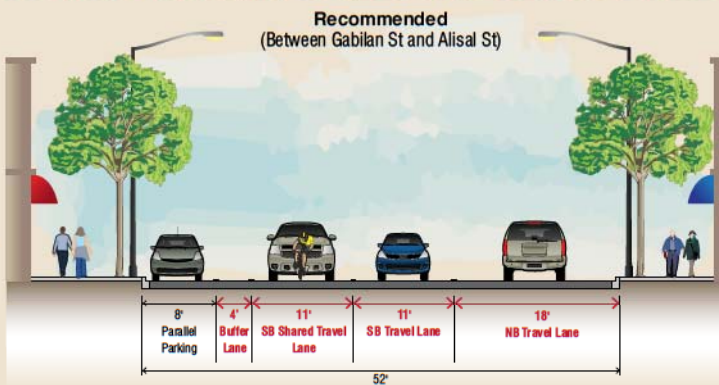 Recommended
(Between Gabilan St and Alisal St)
8'
Parallel
Parking
4'
Buffer
Lane
11'
SB Shared Travel
Lane
11'
SB Travel Lane
18'
NB Travel Lane
52'